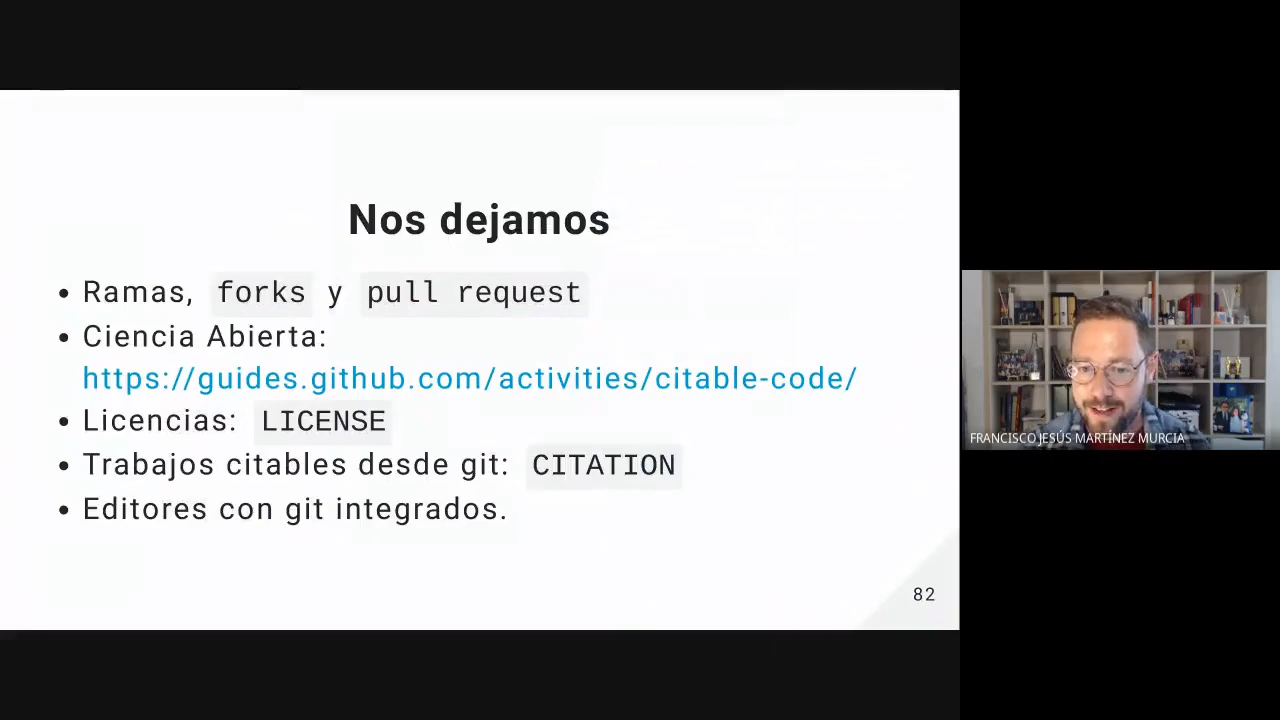 Nos dejamos
• Ramas, forks y pull request
• Ciencia Abierta:
https://guides.github.com/activities/citable-code/
• Licencias: LICENSE
• Trabajos citables desde git: CITATION
• Editores con git integrados.
82
FRANCISCO JESÚS MARTÍNEZ MURCIA